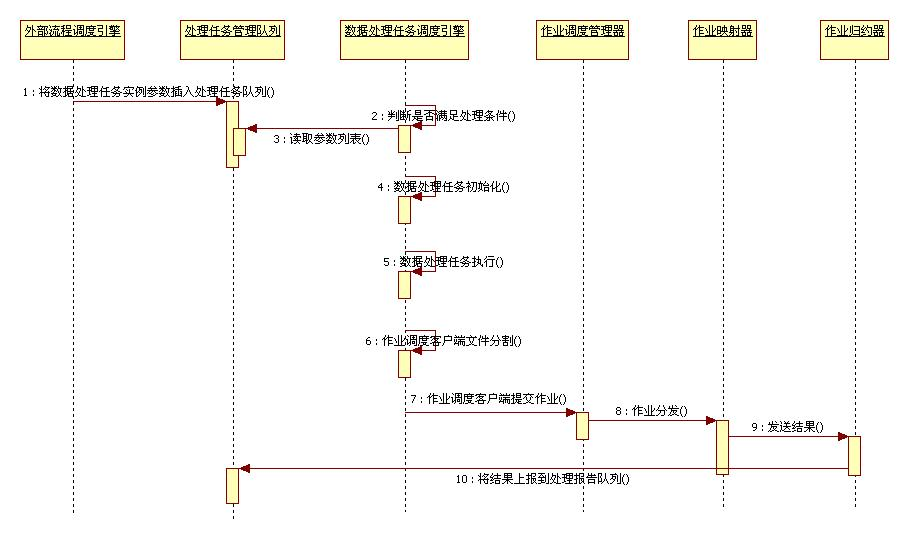 外部流程调度引擎
处理任务管理队列
数据处理任务调度引擎
作业调度管理器
作业映射器
作业归约器
1 : 将数据处理任务实例参数插入处理任务队列()
2 : 判断是否满足处理条件()
3 : 读取参数列表()
4 : 数据处理任务初始化()
5 : 数据处理任务执行()
6 : 作业调度客户端文件分割()
7 : 作业调度客户端提交作业()
8 : 作业分发()
9 : 发送结果()
10 : 将结果上报到处理报告队列()